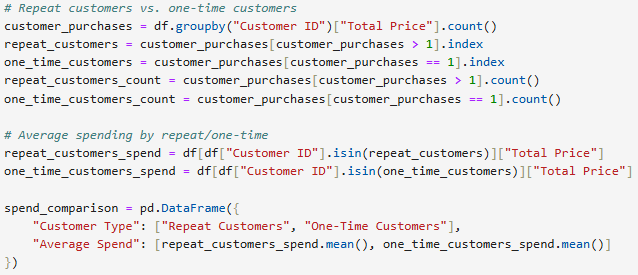 # Repeat customers vs. one-time customers
customer_purchases = df.groupby("Customer ID")["Total Price"].count()
repeat_customers = customer_purchases[customer_purchases > 1].index
one_time_customers = customer_purchases[customer_purchases == 1].index
repeat_customers_count = customer_purchases[customer_purchases > 1].count()
one_time_customers_count = customer_purchases[customer_purchases == 1].count()

# Average spending by repeat/one-time
repeat_customers_spend = df[df["Customer ID"].isin(repeat_customers)]["Total Price"]
one_time_customers_spend = df[df["Customer ID"].isin(one_time_customers)]["Total Price"]

spend_comparison = pd.DataFrame({
    "Customer Type": ["Repeat Customers", "One-Time Customers"],
    "Average Spend": [repeat_customers_spend.mean(), one_time_customers_spend.mean()]
})